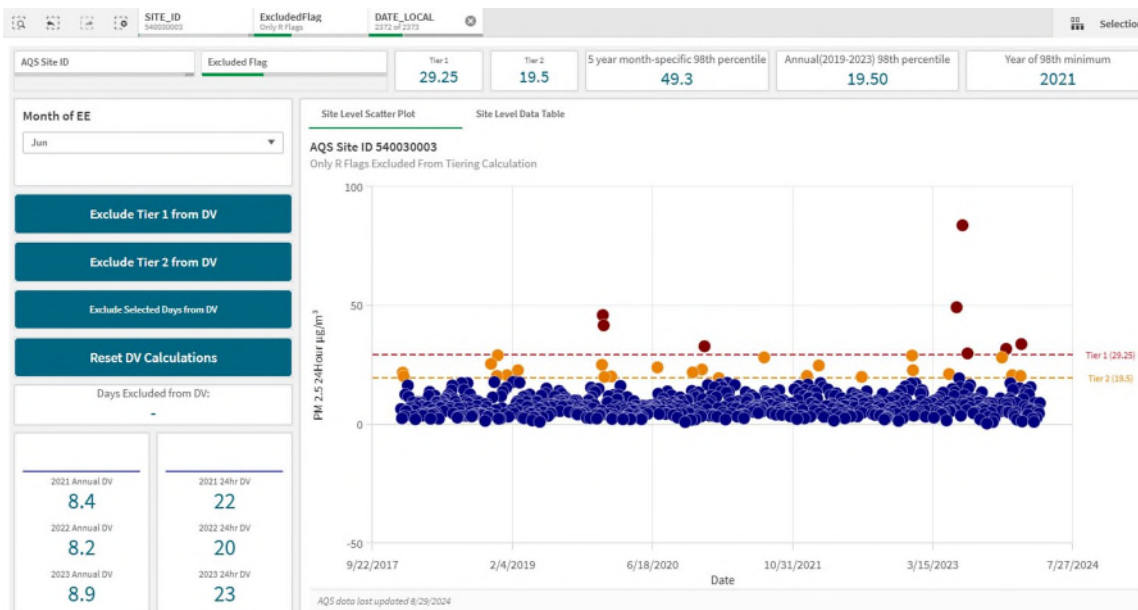 SITE_ID
540030003
ExcludedFlag
Only R Flags
DATE_LOCAL
2372 of 2373
Selection
AQS Site ID
Excluded Flag
Tier 1
29.25
Tier 2
19.5
5 year month-specific 98th percentile
49.3
Annual(2019-2023) 98th percentile
19.50
Year of 98th minimum
2021
Month of EE
Jun
Exclude Tier 1 from DV
Exclude Tier 2 from DV
Exclude Selected Days from DV
Reset DV Calculations
Days Excluded from DV:
-
2021 Annual DV
8.4
2022 Annual DV
8.2
2023 Annual DV
8.9
2021 24hr DV
22
2022 24hr DV
20
2023 24hr DV
23
Site Level Scatter Plot
Site Level Data Table
AQS Site ID 540030003
Only R Flags Excluded From Tiering Calculation
PM 2.5 24Hour µg/m³
100
50
0
-50
Tier 1 (29.25)
Tier 2 (19.5)
9/22/2017
2/4/2019
6/18/2020
10/31/2021
3/15/2023
7/27/2024
Date
AQS data last updated 8/29/2024